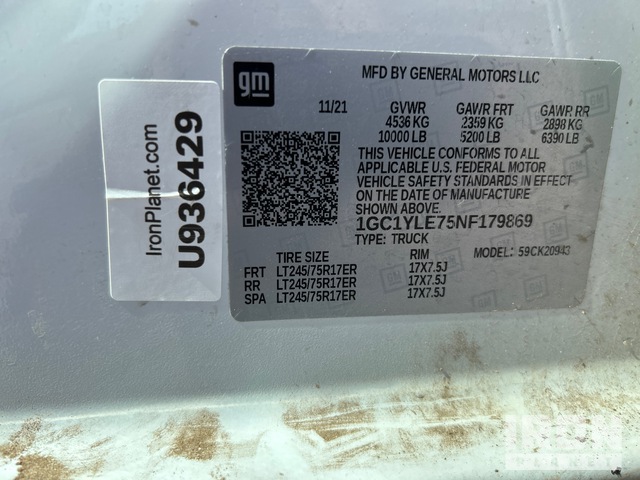 IronPlanet.com
U936429
gm
MFD BY GENERAL MOTORS LLC
11/21
GVWR GAWR FRT GAWR RR
4536 KG 2359 KG 2898 KG
10000 LB 5200 LB 6390 LB
THIS VEHICLE CONFORMS TO ALL
APPLICABLE U.S. FEDERAL MOTOR
VEHICLE SAFETY STANDARDS IN EFFECT
ON THE DATE OF MANUFACTURE
SHOWN ABOVE.
1GC1YLE75NF179869
TYPE: TRUCK MODEL: 59CK20943
TIRE SIZE RIM
FRT LT245/75R17ER 17X7.5J
RR LT245/75R17ER 17X7.5J
SPA LT245/75R17ER 17X7.5J
IRON